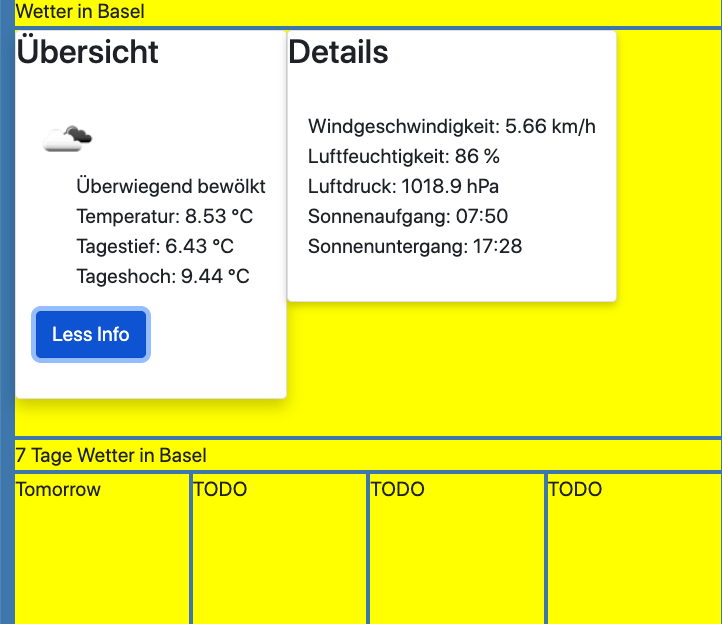 Wetter in Basel
Übersicht
Überwiegend bewölkt
Temperatur: 8.53 °C
Tagestief: 6.43 °C
Tageshoch: 9.44 °C
Less Info
Details
Windgeschwindigkeit: 5.66 km/h
Luftfeuchtigkeit: 86 %
Luftdruck: 1018.9 hPa
Sonnenaufgang: 07:50
Sonnenuntergang: 17:28
7 Tage Wetter in Basel
Tomorrow
TODO
TODO
TODO